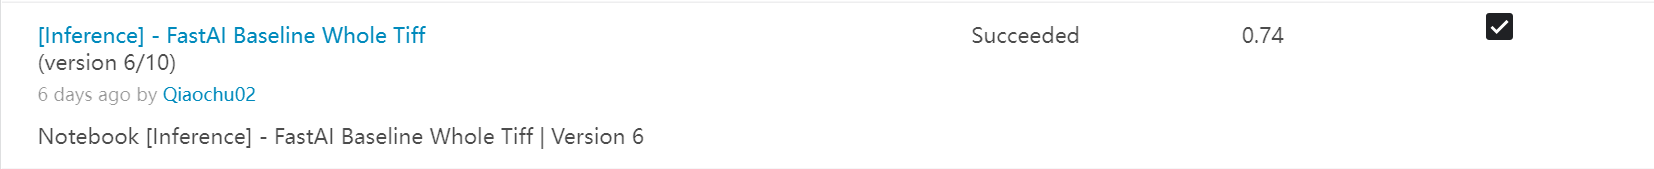 [Inference] - FastAI Baseline Whole Tiff Succeeded 0.74
(version 6/10)
6 days ago by Qiaochu02
Notebook [Inference] - FastAI Baseline Whole Tiff | Version 6